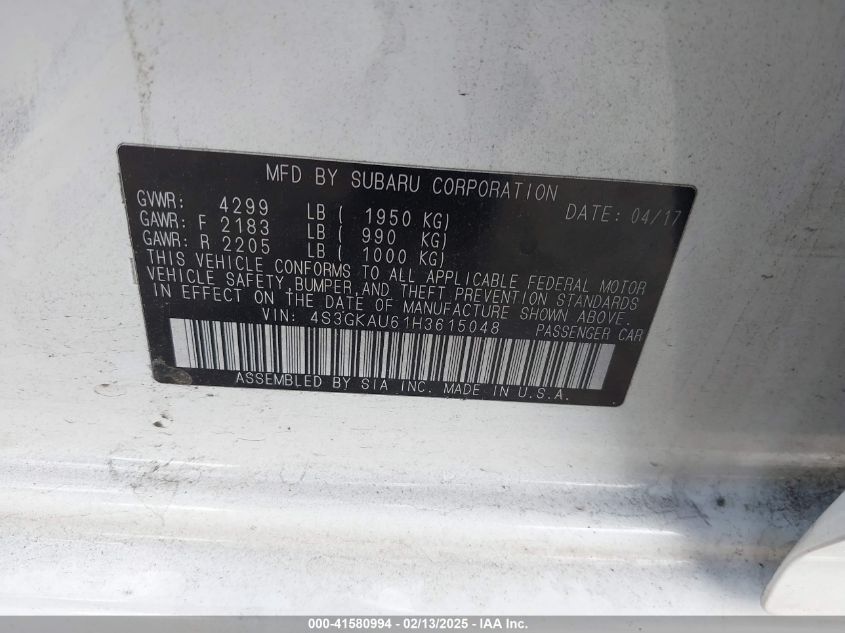 MFD BY SUBARU CORPORATION
GVWR: 4299 LB ( 1950 KG) DATE: 04/17
GAWR: F 2183 LB ( 990 KG)
GAWR: R 2205 LB ( 1000 KG)
THIS VEHICLE CONFORMS TO ALL APPLICABLE FEDERAL MOTOR
VEHICLE SAFETY, BUMPER, AND THEFT PREVENTION STANDARDS
IN EFFECT ON THE DATE OF MANUFACTURE SHOWN ABOVE.
VIN: 4S3GKAU61H3615048 PASSENGER CAR
ASSEMBLED BY SIA INC. MADE IN U.S.A.
000-41580994 - 02/13/2025 - IAA Inc.